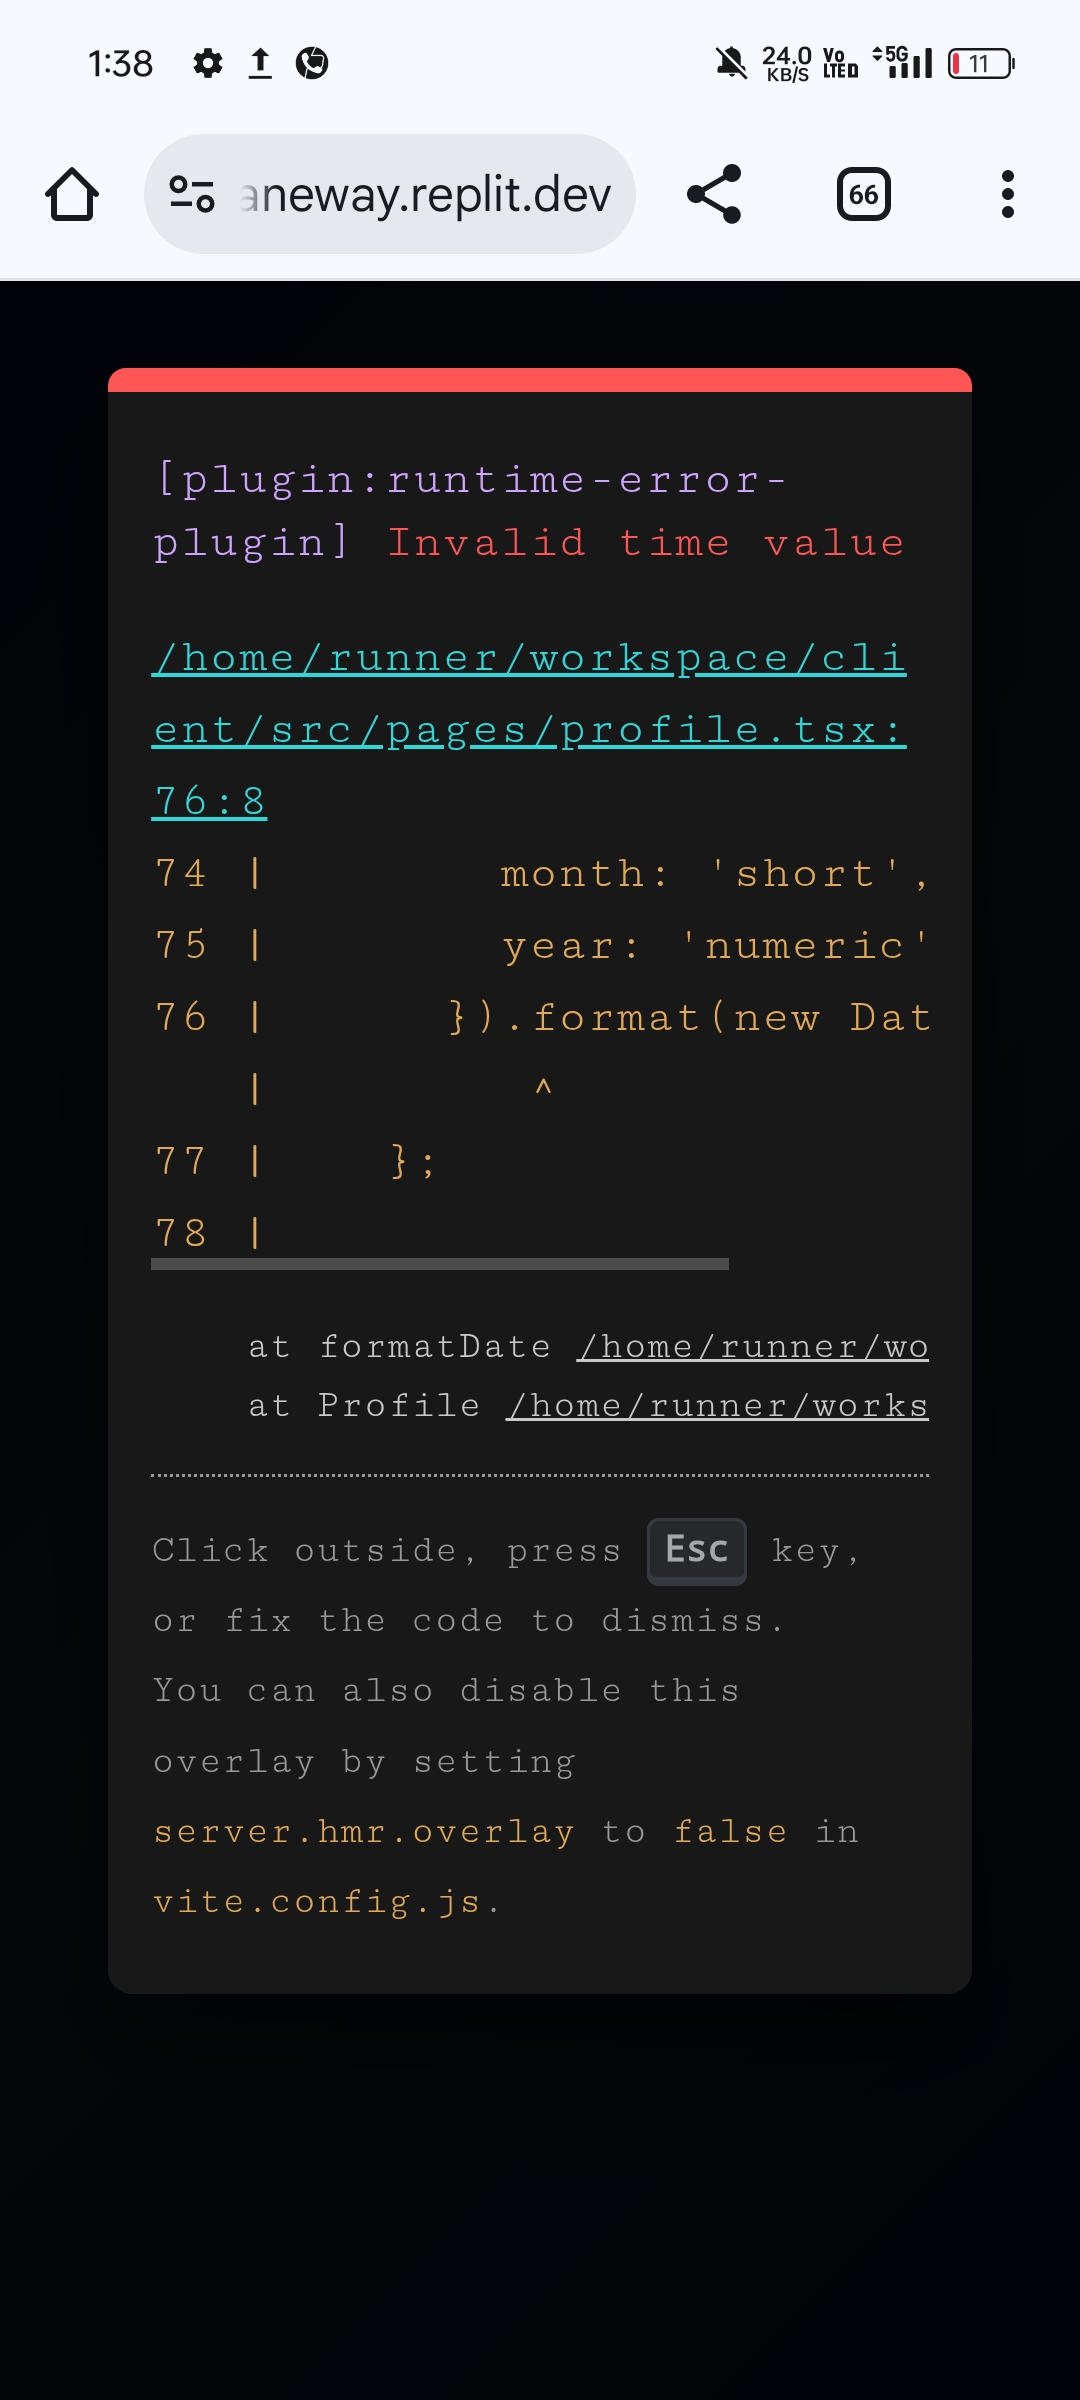 1:38
24.0
KB/S
Vo
LTE
5G
11
aneway.replit.dev
66
[plugin:runtime-error-
plugin] Invalid time value
/home/runner/workspace/cli
ent/src/pages/profile.tsx:
76:8
74 |        month: 'short',
75 |        year: 'numeric'
76 |      }).format(new Dat
   |         ^
77 |    };
78 |
at formatDate /home/runner/wo
at Profile /home/runner/works
Click outside, press Esc key,
or fix the code to dismiss.
You can also disable this
overlay by setting
server.hmr.overlay to false in
vite.config.js.